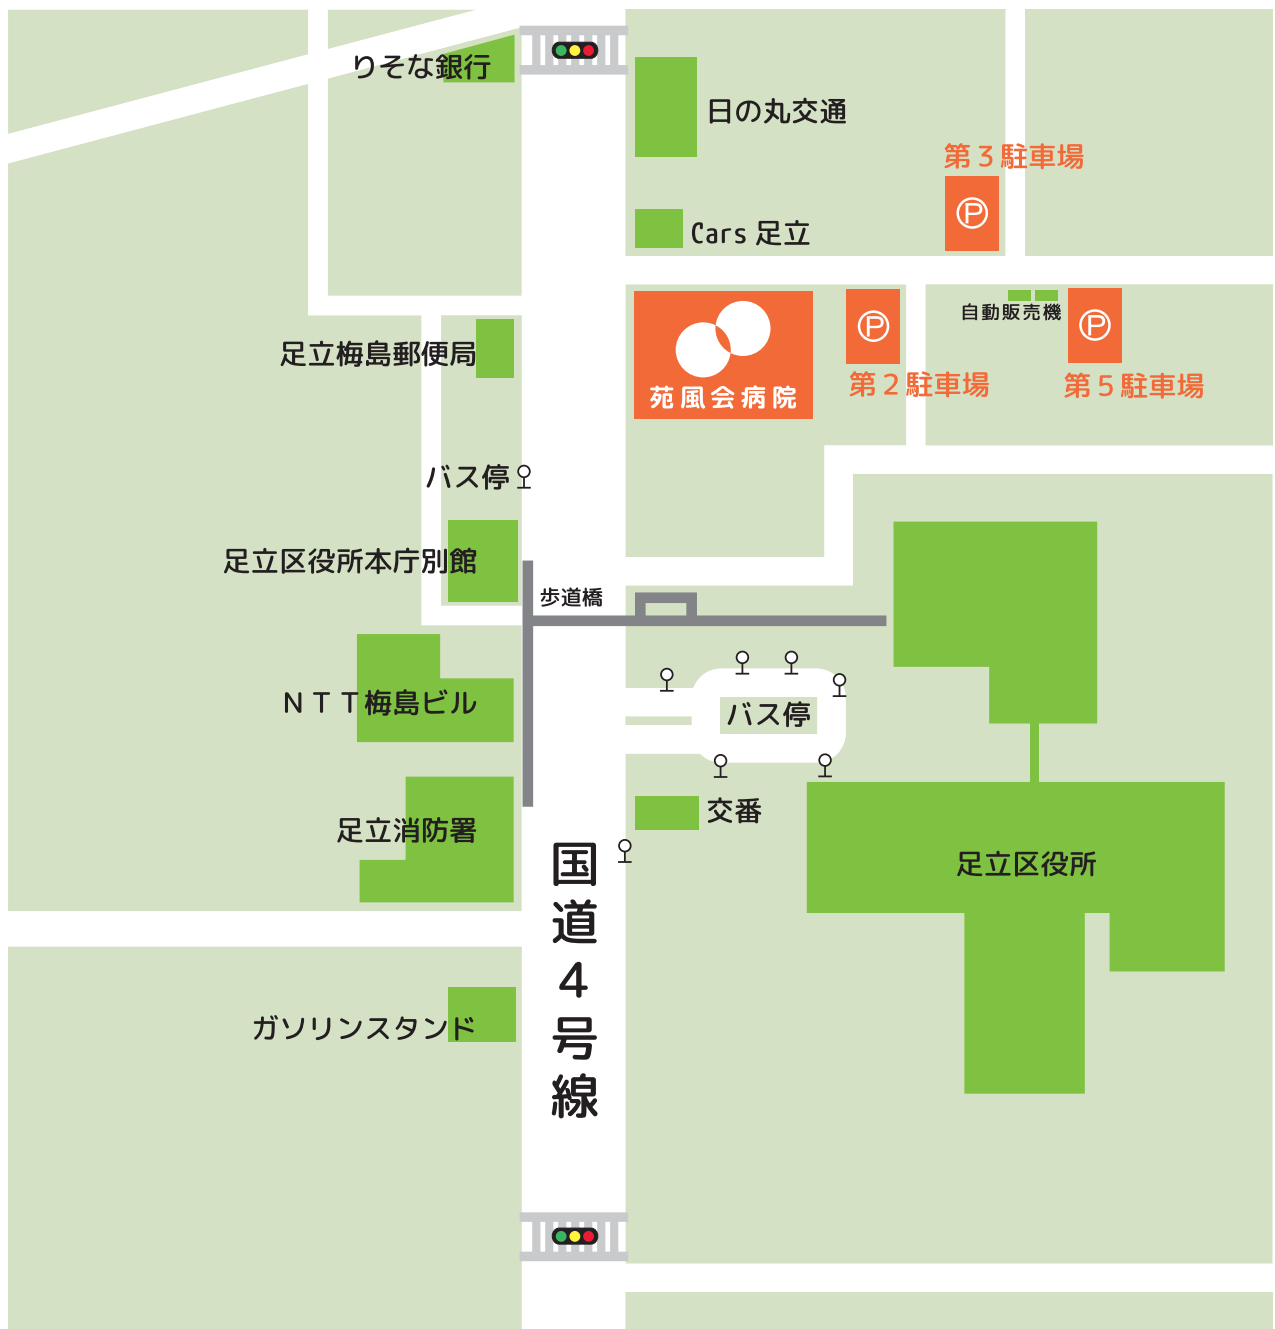 りそな銀行
日の丸交通
第３駐車場
P
Cars 足立
自動販売機
P
P
足立梅島郵便局
苑風会病院
第２駐車場
第５駐車場
バス停
足立区役所本庁別館
歩道橋
ＮＴＴ梅島ビル
バス停
交番
足立消防署
足立区役所
国道４号線
ガソリンスタンド